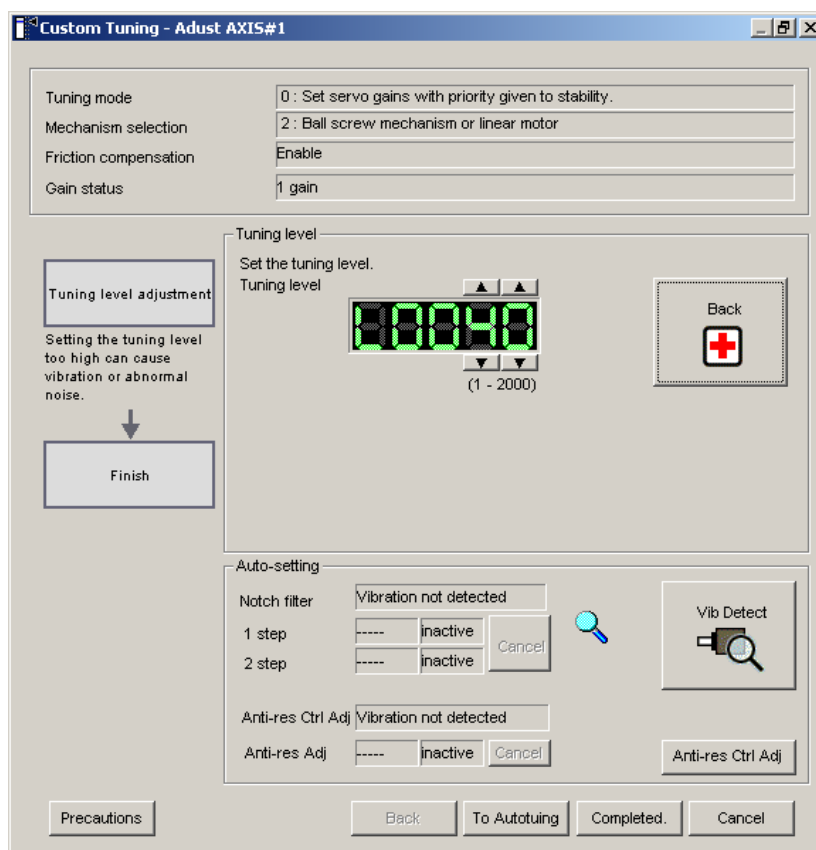 Custom Tuning - Adust AXIS#1
Tuning mode
0 : Set servo gains with priority given to stability.
Mechanism selection
2 : Ball screw mechanism or linear motor
Friction compensation
Enable
Gain status
1 gain
Tuning level adjustment
Setting the tuning level
too high can cause
vibration or abnormal
noise.
Finish
Tuning level
Set the tuning level.
Tuning level
L0040
(1 - 2000)
Back
Auto-setting
Notch filter
Vibration not detected
1 step
-----
inactive
Cancel
2 step
-----
inactive
Vib Detect
Anti-res Ctrl Adj
Vibration not detected
Anti-res Adj
-----
inactive
Cancel
Anti-res Ctrl Adj
Precautions
Back
To Autotuing
Completed.
Cancel